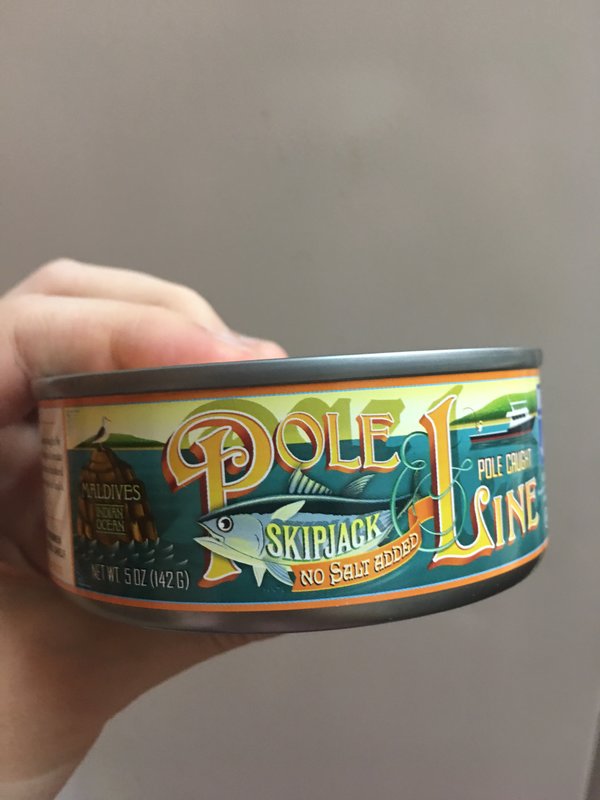 POLE & LINE
POLE CAUGHT
SKIPJACK
NO SALT ADDED
MALDIVES
INDIAN
OCEAN
NET WT 5 OZ (142 G)